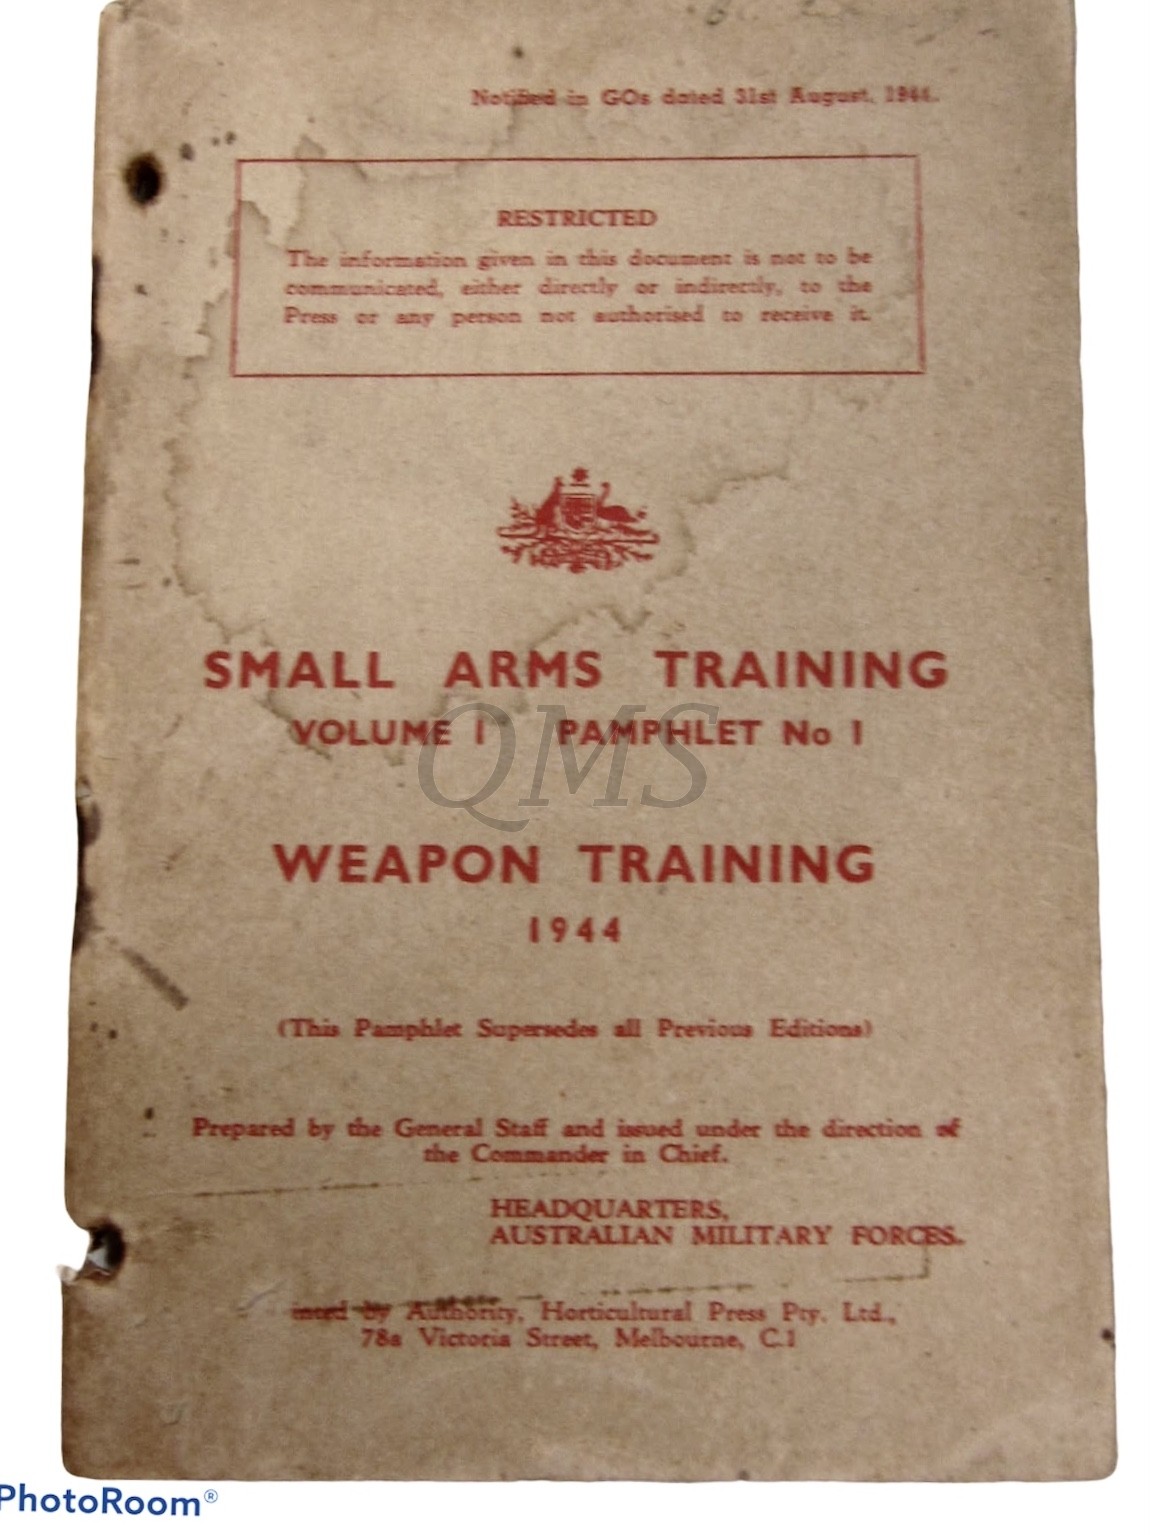 Notified in GOs dated 31st August, 1944.
RESTRICTED
The information given in this document is not to be
communicated, either directly or indirectly, to the
Press or any person not authorised to receive it.
SMALL ARMS TRAINING
VOLUME 1 PAMPHLET No 1
QMS
WEAPON TRAINING
1944
(This Pamphlet Supersedes all Previous Editions)
Prepared by the General Staff and issued under the direction of
the Commander in Chief.
HEADQUARTERS,
AUSTRALIAN MILITARY FORCES.
inted by Authority, Horticultural Press Pty. Ltd.,
78a Victoria Street, Melbourne, C.1
PhotoRoom®